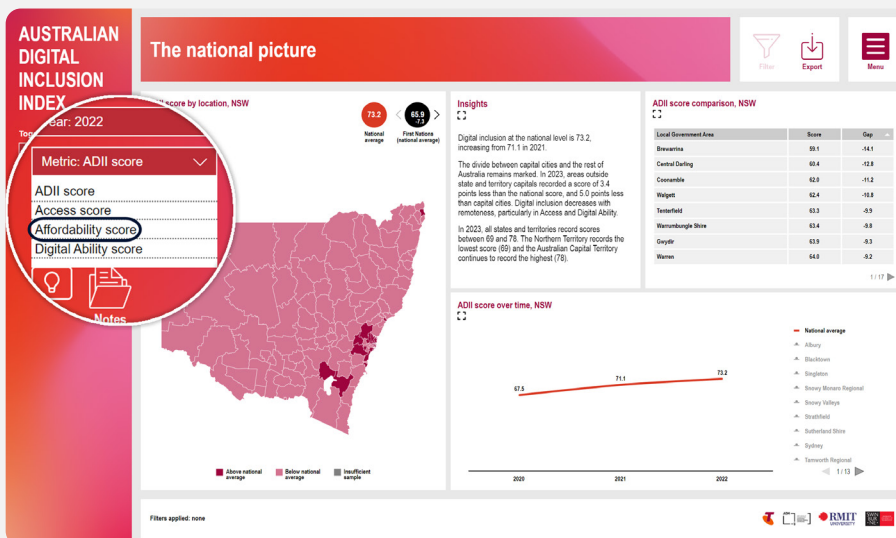 AUSTRALIAN
DIGITAL
INCLUSION
INDEX
The national picture
Filter
Export
Menu
score by location, NSW
73.2
National
average
65.9
-7.3
First Nations
(national average)
ear: 2022
Metric: ADII score
ADII score
Access score
Affordability score
Digital Ability score
Notes
Above national
average
Below national
average
Insufficient
sample
Insights
Digital inclusion at the national level is 73.2,
increasing from 71.1 in 2021.
The divide between capital cities and the rest of
Australia remains marked. In 2023, areas outside
state and territory capitals recorded a score of 3.4
points less than the national score, and 5.0 points less
than capital cities. Digital inclusion decreases with
remoteness, particularly in Access and Digital Ability.
In 2023, all states and territories record scores
between 69 and 78. The Northern Territory records the
lowest score (69) and the Australian Capital Territory
continues to record the highest (78).
ADII score comparison, NSW
Local Government Area Score Gap
Brewarrina 59.1 -14.1
Central Darling 60.4 -12.8
Coonamble 62.0 -11.2
Walgett 62.4 -10.8
Tenterfield 63.3 -9.9
Warrumbungle Shire 63.4 -9.8
Gwydir 63.9 -9.3
Warren 64.0 -9.2
1 / 17
ADII score over time, NSW
67.5
71.1
73.2
2020
2021
2022
National average
Albury
Blacktown
Singleton
Snowy Monaro Regional
Snowy Valleys
Strathfield
Sutherland Shire
Sydney
Tamworth Regional
1 / 13
Filters applied: none
RMIT
UNIVERSITY